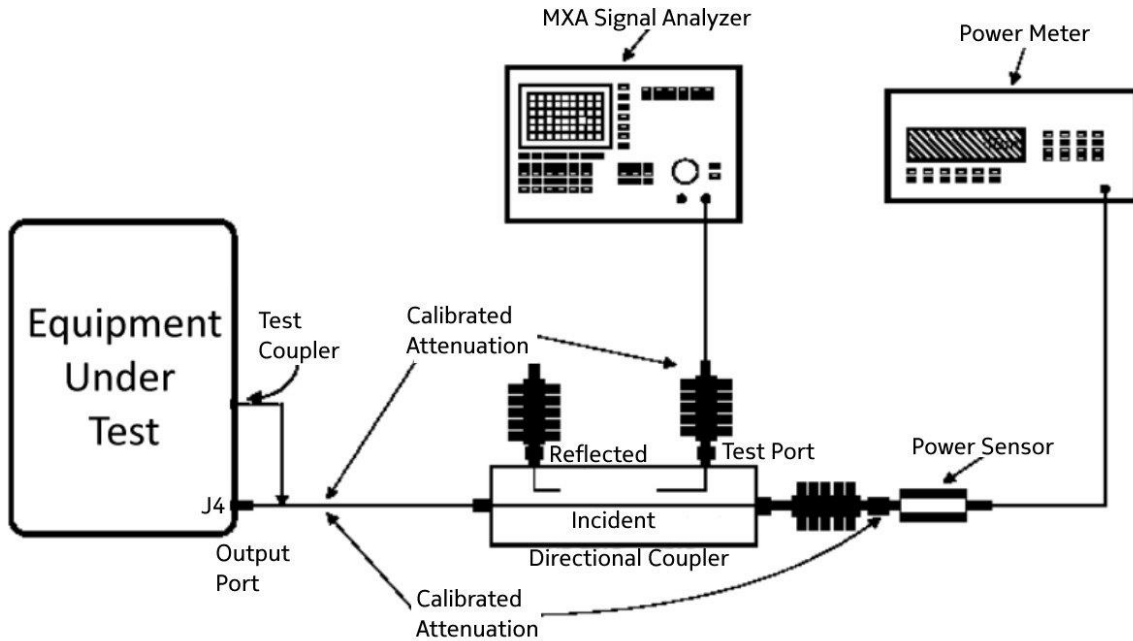 MXA Signal Analyzer
Power Meter
Equipment
Under
Test
Test
Coupler
Calibrated
Attenuation
Reflected
Test Port
Power Sensor
J4
Incident
Output
Port
Directional Coupler
Calibrated
Attenuation